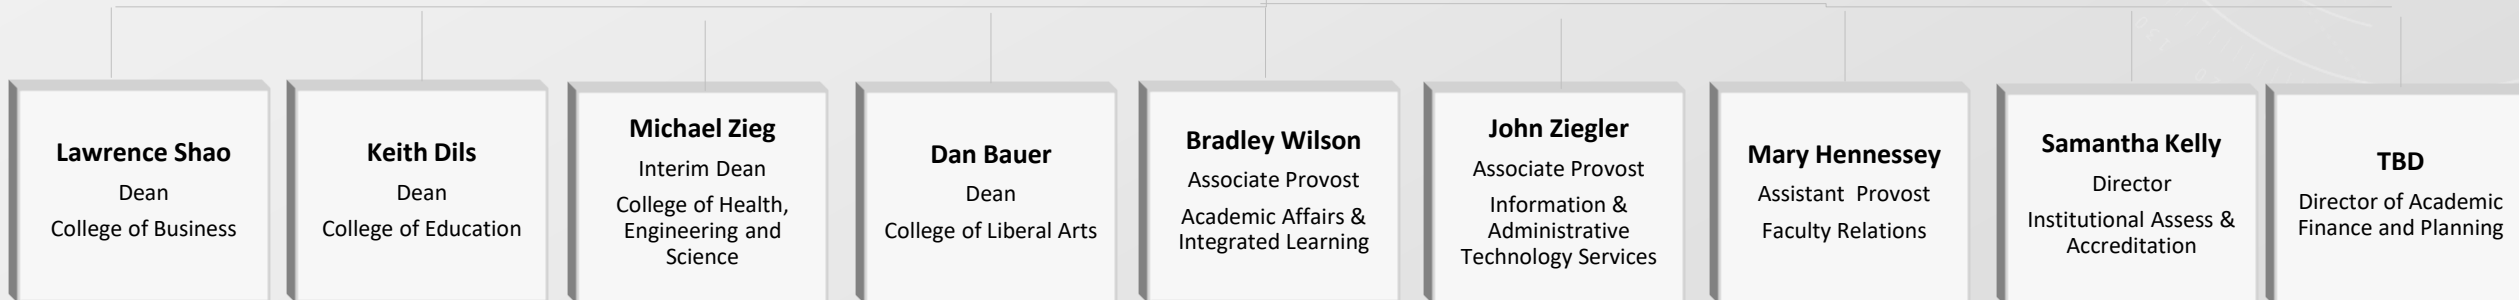 Lawrence Shao
Dean
College of Business
Keith Dils
Dean
College of Education
Michael Zieg
Interim Dean
College of Health,
Engineering and
Science
Dan Bauer
Dean
College of Liberal Arts
Bradley Wilson
Associate Provost
Academic Affairs &
Integrated Learning
John Ziegler
Associate Provost
Information &
Administrative
Technology Services
Mary Hennessey
Assistant  Provost
Faculty Relations
Samantha Kelly
Director
Institutional Assess &
Accreditation
TBD
Director of Academic
Finance and Planning